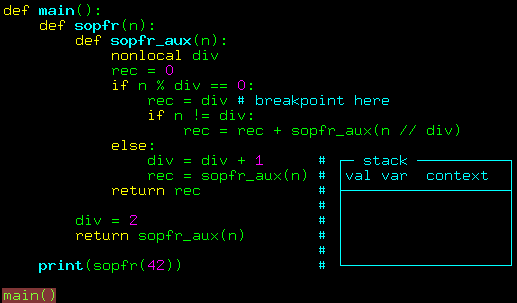 def main():
    def sopfr(n):
        def sopfr_aux(n):
            nonlocal div
            rec = 0
            if n % div == 0:
                rec = div # breakpoint here
                if n != div:
                    rec = rec + sopfr_aux(n // div)
            else:
                div = div + 1      # stack
                rec = sopfr_aux(n) # val var  context
            return rec             #
                                   #
        div = 2                    #
        return sopfr_aux(n)        #
                                   #
    print(sopfr(42))               #
main()